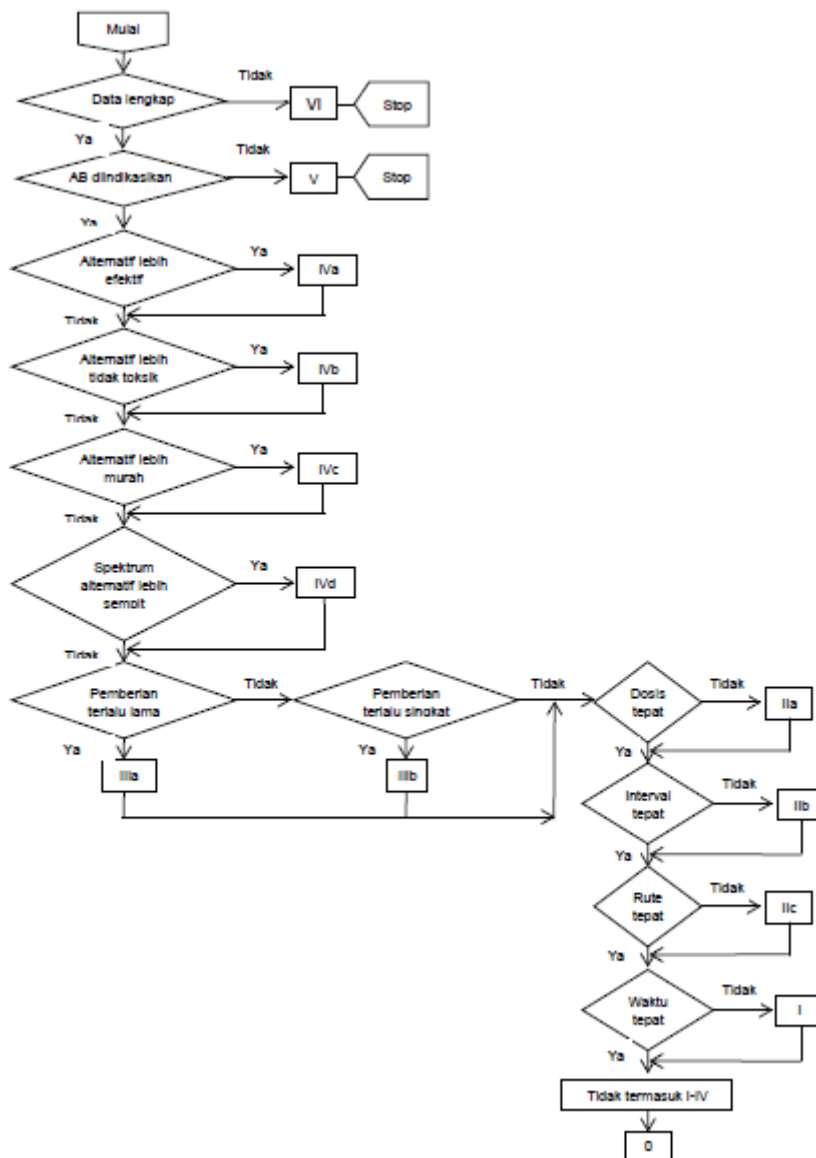 Mulai
Tidak
Data lengkap
VI
Stop
Ya
Tidak
AB diindikasikan
V
Stop
Ya
Alternatif lebih
efektif
Ya
IVa
Tidak
Alternatif lebih
tidak toksik
Ya
IVb
Tidak
Alternatif lebih
murah
Ya
IVc
Tidak
Spektrum
alternatif lebih
sempit
Ya
IVd
Tidak
Pemberian
terlalu lama
Tidak
Pemberian
terlalu singkat
Tidak
Dosis
tepat
Tidak
IIa
Ya
IIIa
Ya
IIIb
Ya
Interval
tepat
Tidak
IIb
Ya
Rute
tepat
Tidak
IIc
Ya
Waktu
tepat
Tidak
I
Ya
Tidak termasuk I-IV
0